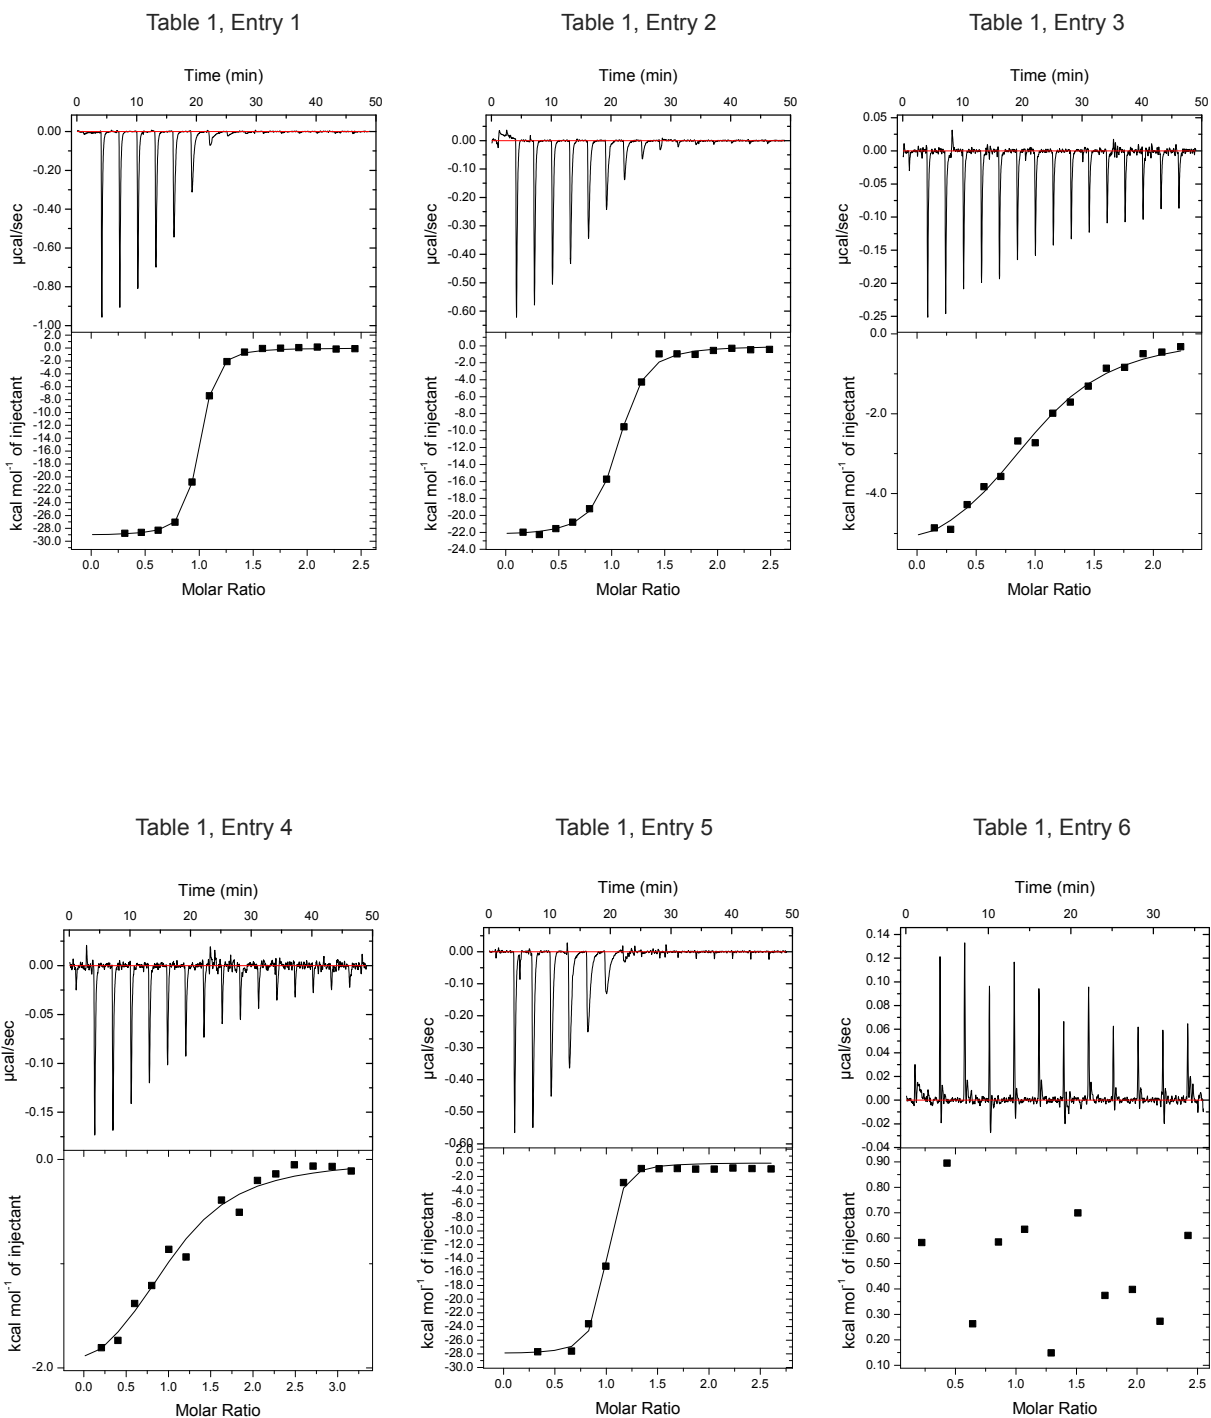 Table 1, Entry 1
Time (min)
0 10 20 30 40 50
0.00
-0.20
-0.40
-0.60
-0.80
-1.00
µcal/sec
2.0
0.0
-2.0
-4.0
-6.0
-8.0
-10.0
-12.0
-14.0
-16.0
-18.0
-20.0
-22.0
-24.0
-26.0
-28.0
-30.0
kcal mol⁻¹ of injectant
0.0 0.5 1.0 1.5 2.0 2.5
Molar Ratio
Table 1, Entry 2
Time (min)
0 10 20 30 40 50
0.00
-0.10
-0.20
-0.30
-0.40
-0.50
-0.60
µcal/sec
0.0
-2.0
-4.0
-6.0
-8.0
-10.0
-12.0
-14.0
-16.0
-18.0
-20.0
-22.0
-24.0
kcal mol⁻¹ of injectant
0.0 0.5 1.0 1.5 2.0 2.5
Molar Ratio
Table 1, Entry 3
Time (min)
0 10 20 30 40 50
0.05
0.00
-0.05
-0.10
-0.15
-0.20
-0.25
µcal/sec
0.0
-2.0
-4.0
kcal mol⁻¹ of injectant
0.0 0.5 1.0 1.5 2.0
Molar Ratio
Table 1, Entry 4
Time (min)
0 10 20 30 40 50
0.00
-0.05
-0.10
-0.15
µcal/sec
0.0
-2.0
kcal mol⁻¹ of injectant
0.0 0.5 1.0 1.5 2.0 2.5 3.0
Molar Ratio
Table 1, Entry 5
Time (min)
0 10 20 30 40 50
0.00
-0.10
-0.20
-0.30
-0.40
-0.50
-0.60
µcal/sec
2.0
0.0
-2.0
-4.0
-6.0
-8.0
-10.0
-12.0
-14.0
-16.0
-18.0
-20.0
-22.0
-24.0
-26.0
-28.0
-30.0
kcal mol⁻¹ of injectant
0.0 0.5 1.0 1.5 2.0 2.5
Molar Ratio
Table 1, Entry 6
Time (min)
0 10 20 30
0.14
0.12
0.10
0.08
0.06
0.04
0.02
0.00
-0.02
-0.04
µcal/sec
0.90
0.80
0.70
0.60
0.50
0.40
0.30
0.20
0.10
kcal mol⁻¹ of injectant
0.5 1.0 1.5 2.0 2.5
Molar Ratio